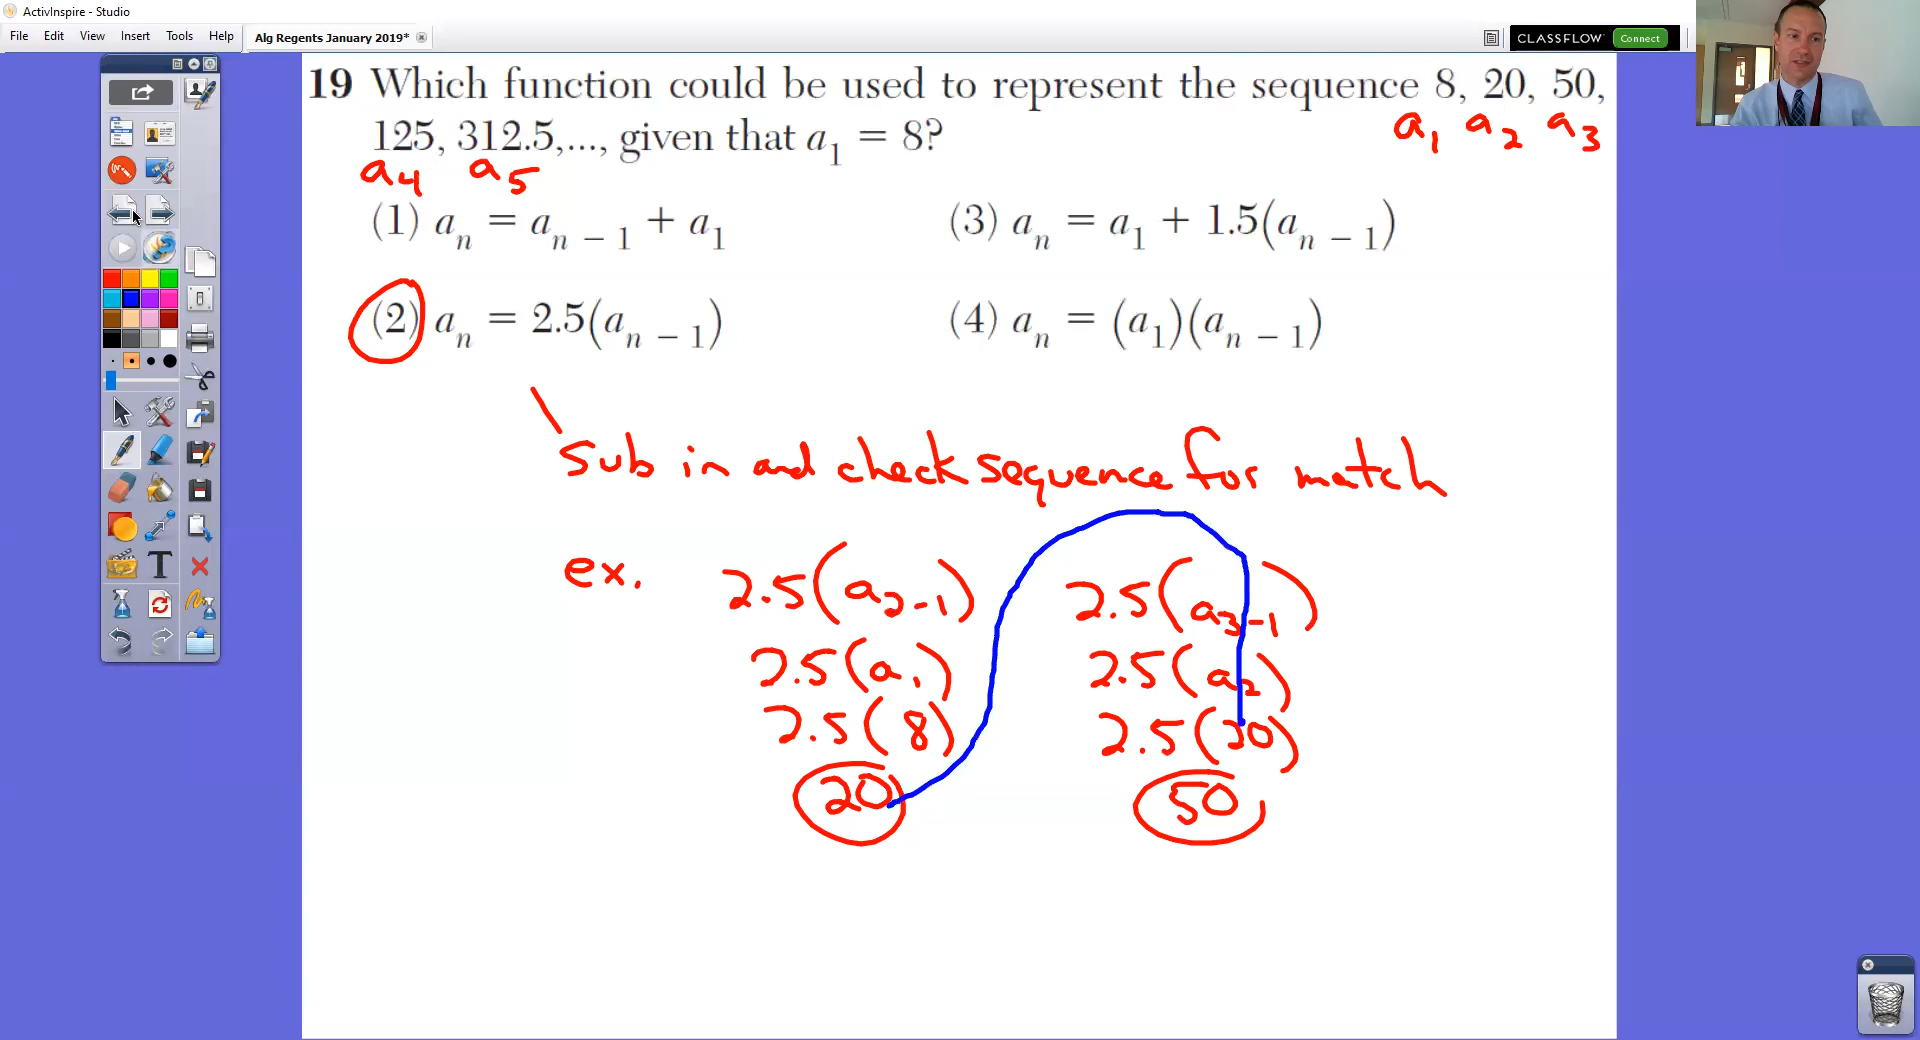 ActivInspire - Studio
File Edit View Insert Tools Help
Alg Regents January 2019*
CLASSFLOW Connect
19 Which function could be used to represent the sequence 8, 20, 50,
a1 a2 a3
125, 312.5,..., given that a1 = 8?
a4 a5
(1) an = an − 1 + a1
(3) an = a1 + 1.5(an − 1)
(2) an = 2.5(an − 1)
(4) an = (a1)(an − 1)
Sub in and check sequence for match
ex. 2.5(a2-1) 2.5(a3-1)
2.5(a1) 2.5(a2)
2.5(8) 2.5(20)
20 50
T